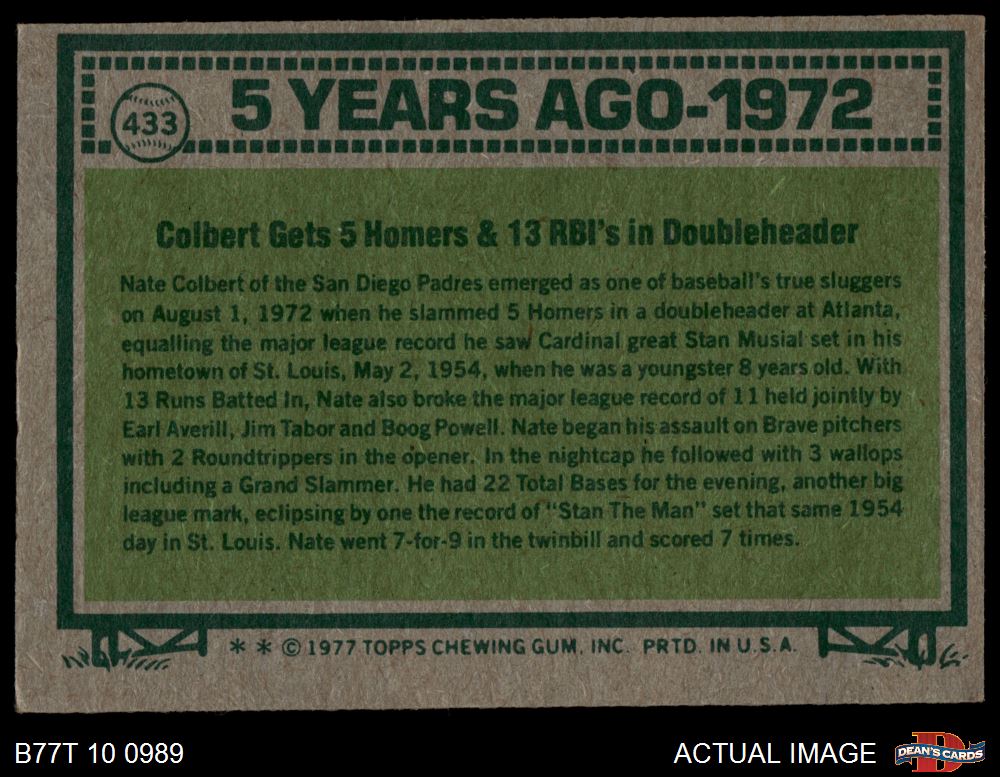 433
5 YEARS AGO-1972
Colbert Gets 5 Homers & 13 RBI's in Doubleheader
Nate Colbert of the San Diego Padres emerged as one of baseball's true sluggers
on August 1, 1972 when he slammed 5 Homers in a doubleheader at Atlanta,
equalling the major league record he saw Cardinal great Stan Musial set in his
hometown of St. Louis, May 2, 1954, when he was a youngster 8 years old. With
13 Runs Batted In, Nate also broke the major league record of 11 held jointly by
Earl Averill, Jim Tabor and Boog Powell. Nate began his assault on Brave pitchers
with 2 Roundtrippers in the opener. In the nightcap he followed with 3 wallops
including a Grand Slammer. He had 22 Total Bases for the evening, another big
league mark, eclipsing by one the record of "Stan The Man" set that same 1954
day in St. Louis. Nate went 7-for-9 in the twinbill and scored 7 times.
* * © 1977 TOPPS CHEWING GUM, INC. PRTD. IN U.S.A.
B77T 10 0989
ACTUAL IMAGE
D
DEAN'S CARDS